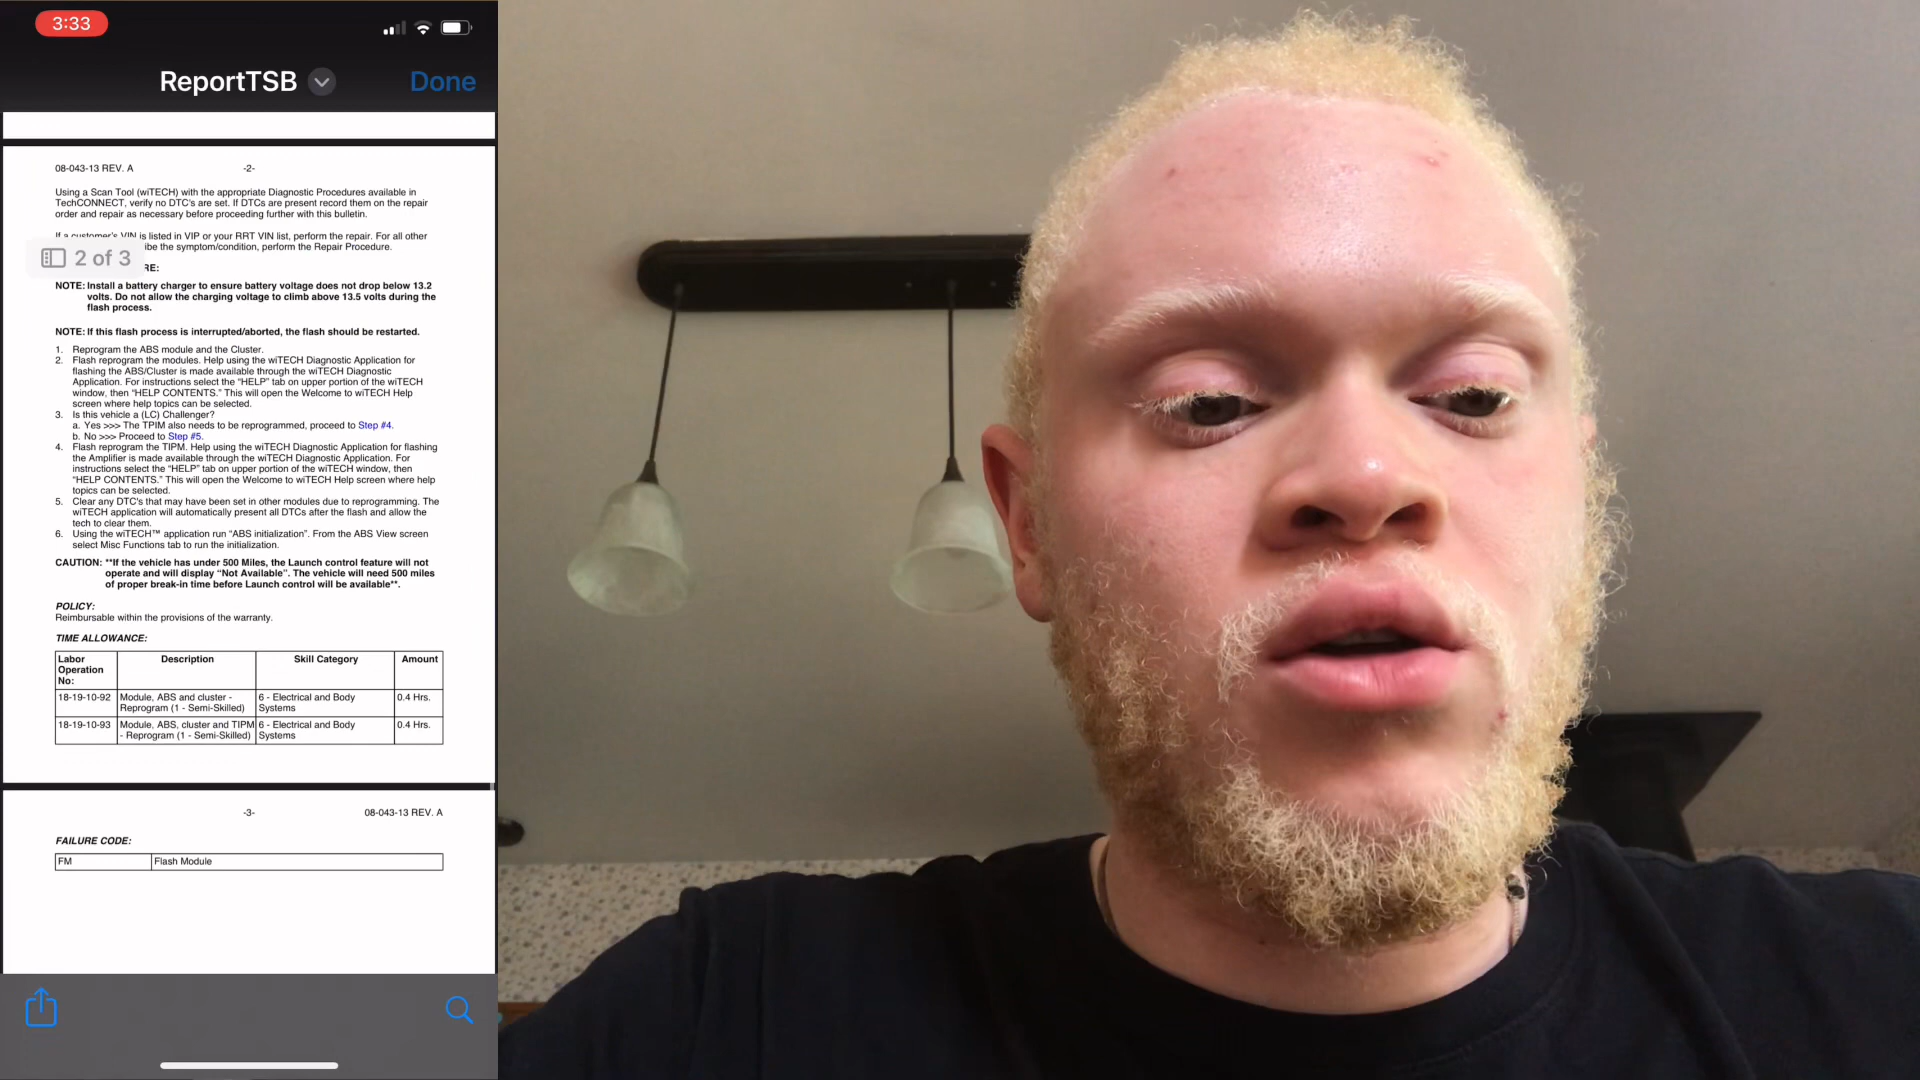 3:33
ReportTSB
Done
08-043-13 REV. A -2-
Using a Scan Tool (wiTECH) with the appropriate Diagnostic Procedures available in
TechCONNECT, verify no DTC's are set. If DTCs are present record them on the repair
order and repair as necessary before proceeding further with this bulletin.
If a customer's VIN is listed in VIP or your RRT VIN list, perform the repair. For all other
ibe the symptom/condition, perform the Repair Procedure.
2 of 3
RE:
NOTE: Install a battery charger to ensure battery voltage does not drop below 13.2
volts. Do not allow the charging voltage to climb above 13.5 volts during the
flash process.
NOTE: If this flash process is interrupted/aborted, the flash should be restarted.
1. Reprogram the ABS module and the Cluster.
2. Flash reprogram the modules. Help using the wiTECH Diagnostic Application for
flashing the ABS/Cluster is made available through the wiTECH Diagnostic
Application. For instructions select the “HELP” tab on upper portion of the wiTECH
window, then “HELP CONTENTS.” This will open the Welcome to wiTECH Help
screen where help topics can be selected.
3. Is this vehicle a (LC) Challenger?
a. Yes >>> The TPIM also needs to be reprogrammed, proceed to Step #4.
b. No >>> Proceed to Step #5.
4. Flash reprogram the TIPM. Help using the wiTECH Diagnostic Application for flashing
the Amplifier is made available through the wiTECH Diagnostic Application. For
instructions select the “HELP” tab on upper portion of the wiTECH window, then
“HELP CONTENTS.” This will open the Welcome to wiTECH Help screen where help
topics can be selected.
5. Clear any DTC's that may have been set in other modules due to reprogramming. The
wiTECH application will automatically present all DTCs after the flash and allow the
tech to clear them.
6. Using the wiTECH™ application run “ABS initialization”. From the ABS View screen
select Misc Functions tab to run the initialization.
CAUTION: **If the vehicle has under 500 Miles, the Launch control feature will not
operate and will display “Not Available”. The vehicle will need 500 miles
of proper break-in time before Launch control will be available**.
POLICY:
Reimbursable within the provisions of the warranty.
TIME ALLOWANCE:
Labor Operation No: Description Skill Category Amount
18-19-10-92 Module, ABS and cluster - Reprogram (1 - Semi-Skilled) 6 - Electrical and Body Systems 0.4 Hrs.
18-19-10-93 Module, ABS, cluster and TIPM - Reprogram (1 - Semi-Skilled) 6 - Electrical and Body Systems 0.4 Hrs.
-3- 08-043-13 REV. A
FAILURE CODE:
FM Flash Module